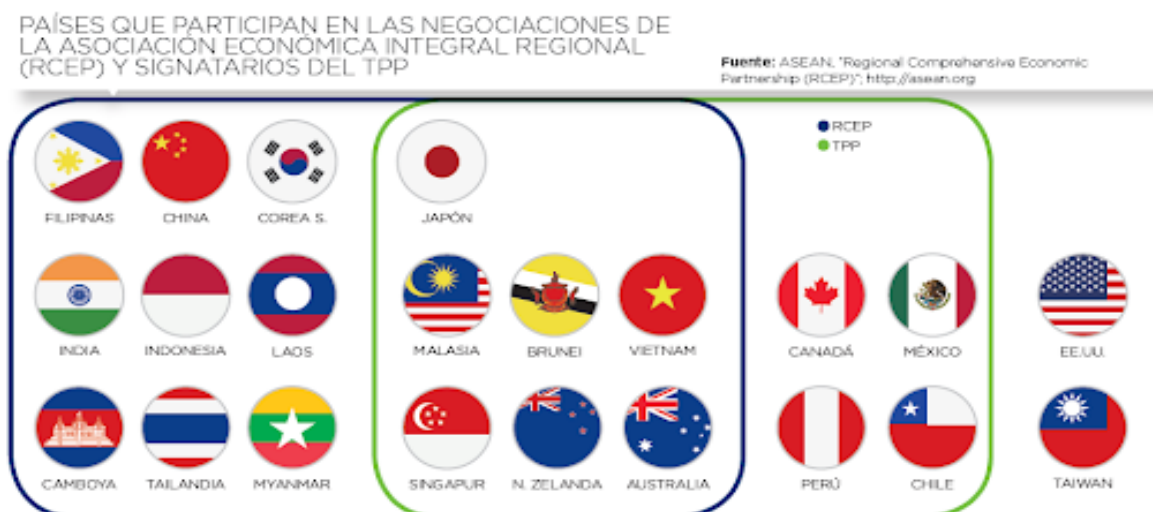 PAÍSES QUE PARTICIPAN EN LAS NEGOCIACIONES DE
LA ASOCIACIÓN ECONÓMICA INTEGRAL REGIONAL
(RCEP) Y SIGNATARIOS DEL TPP
Fuente: ASEAN, "Regional Comprehensive Economic
Partnership (RCEP)"; http://asean.org
RCEP
TPP
FILIPINAS CHINA COREA S. JAPÓN
INDIA INDONESIA LAOS MALASIA BRUNEI VIETNAM CANADÁ MÉXICO EE.UU.
CAMBOYA TAILANDIA MYANMAR SINGAPUR N. ZELANDA AUSTRALIA PERÚ CHILE TAIWAN